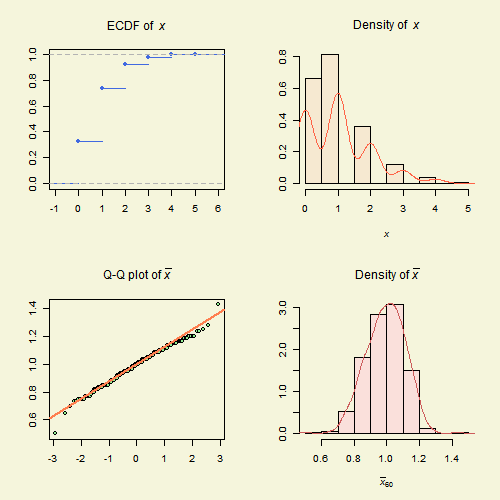 ECDF of x
Density of x
0.0 0.2 0.4 0.6 0.8 1.0
-1 0 1 2 3 4 5 6
0.0 0.2 0.4 0.6 0.8
0 1 2 3 4 5
x
Q-Q plot of x̅
Density of x̅
0.6 0.8 1.0 1.2 1.4
-3 -2 -1 0 1 2 3
0.0 1.0 2.0 3.0
0.6 0.8 1.0 1.2 1.4
x̅₆₀